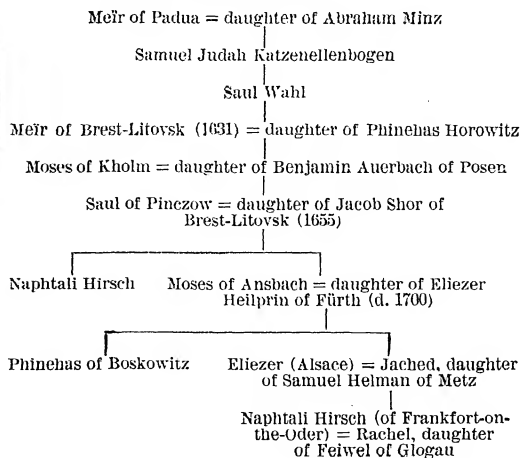 Meïr of Padua = daughter of Abraham Minz
Samuel Judah Katzenellenbogen
Saul Wahl
Meïr of Brest-Litovsk (1631) = daughter of Phinehas Horowitz
Moses of Kholm = daughter of Benjamin Auerbach of Posen
Saul of Pinczow = daughter of Jacob Shor of
Brest-Litovsk (1655)
Naphtali Hirsch
Moses of Ansbach = daughter of Eliezer
Heilprin of Fürth (d. 1700)
Phinehas of Boskowitz
Eliezer (Alsace) = Jached, daughter
of Samuel Helman of Metz
Naphtali Hirsch (of Frankfort-on-
the-Oder) = Rachel, daughter
of Feiwel of Glogau